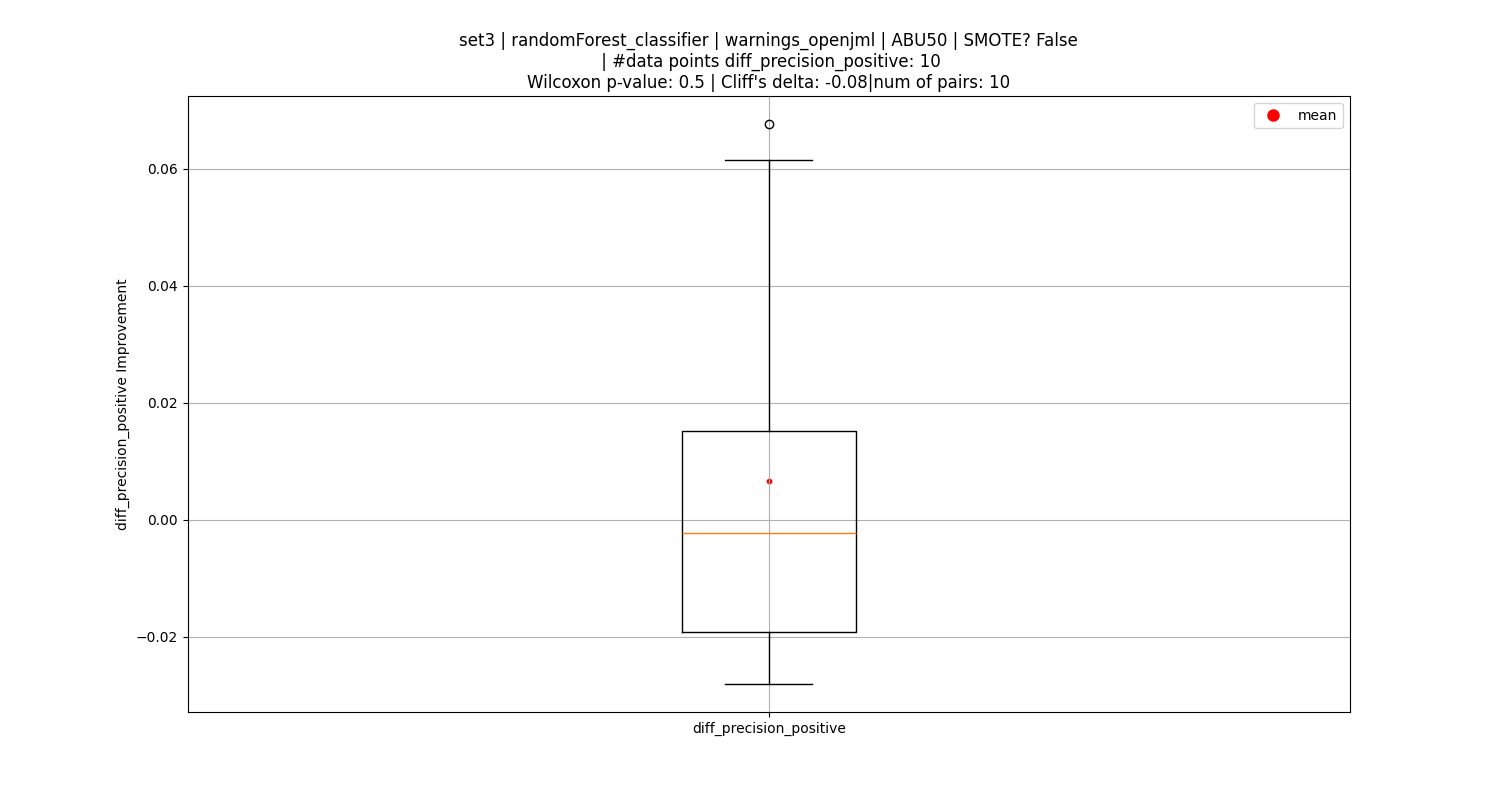 set3 | randomForest_classifier | warnings_openjml | ABU50 | SMOTE? False
| #data points diff_precision_positive: 10
Wilcoxon p-value: 0.5 | Cliff's delta: -0.08|num of pairs: 10
mean
0.06
0.04
0.02
0.00
−0.02
diff_precision_positive Improvement
diff_precision_positive